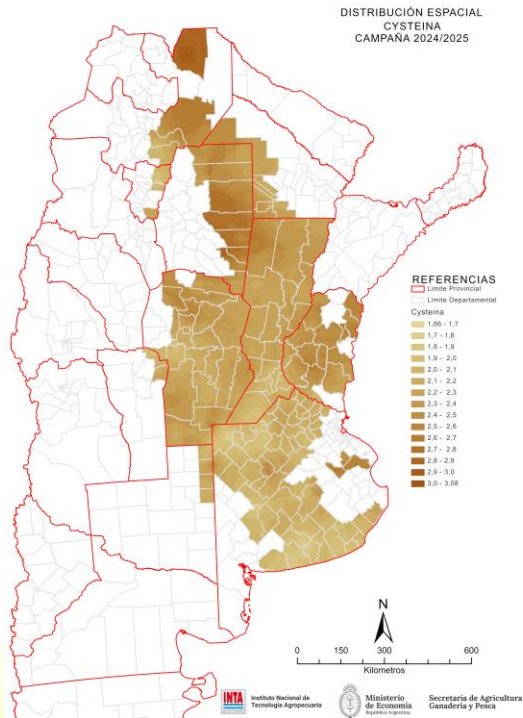 DISTRIBUCIÓN ESPACIAL
CYSTEINA
CAMPAÑA 2024/2025
REFERENCIAS
Limite Provincial
Limite Departamental
Cysteina
1,66 - 1,7
1,7 - 1,8
1,8 - 1,9
1,9 - 2,0
2,0 - 2,1
2,1 - 2,2
2,2 - 2,3
2,3 - 2,4
2,4 - 2,5
2,5 - 2,6
2,6 - 2,7
2,7 - 2,8
2,8 - 2,9
2,9 - 3,0
3,0 - 3,08
N
0 150 300 600
Kilometros
INTA
Instituto Nacional de
Tecnología Agropecuaria
Ministerio
de Economía
República Argentina
Secretaria de Agricultura
Ganadería y Pesca